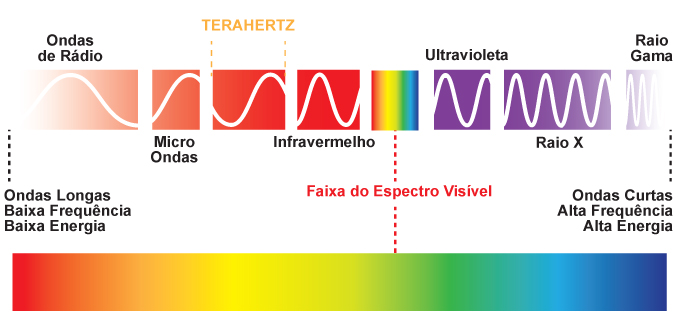 TERAHERTZ
Ondas
de Rádio
Ultravioleta
Raio
Gama
Micro
Ondas
Infravermelho
Raio X
Faixa do Espectro Visível
Ondas Longas
Baixa Frequência
Baixa Energia
Ondas Curtas
Alta Frequência
Alta Energia